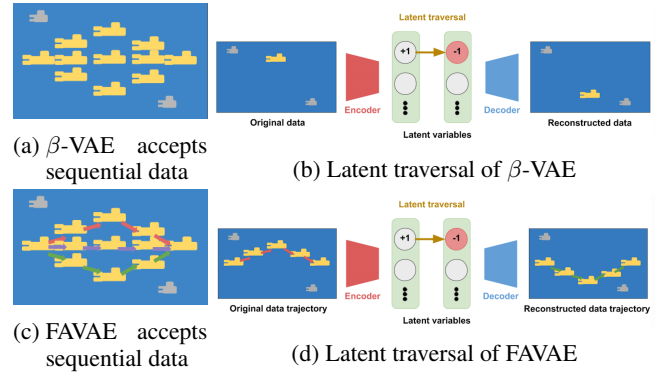 Latent traversal
+1
-1
Encoder
Decoder
Original data
Latent variables
Reconstructed data
(a) β-VAE accepts
sequential data
(b) Latent traversal of β-VAE
Latent traversal
+1
-1
Encoder
Decoder
Original data trajectory
Latent variables
Reconstructed data trajectory
(c) FAVAE accepts
sequential data
(d) Latent traversal of FAVAE